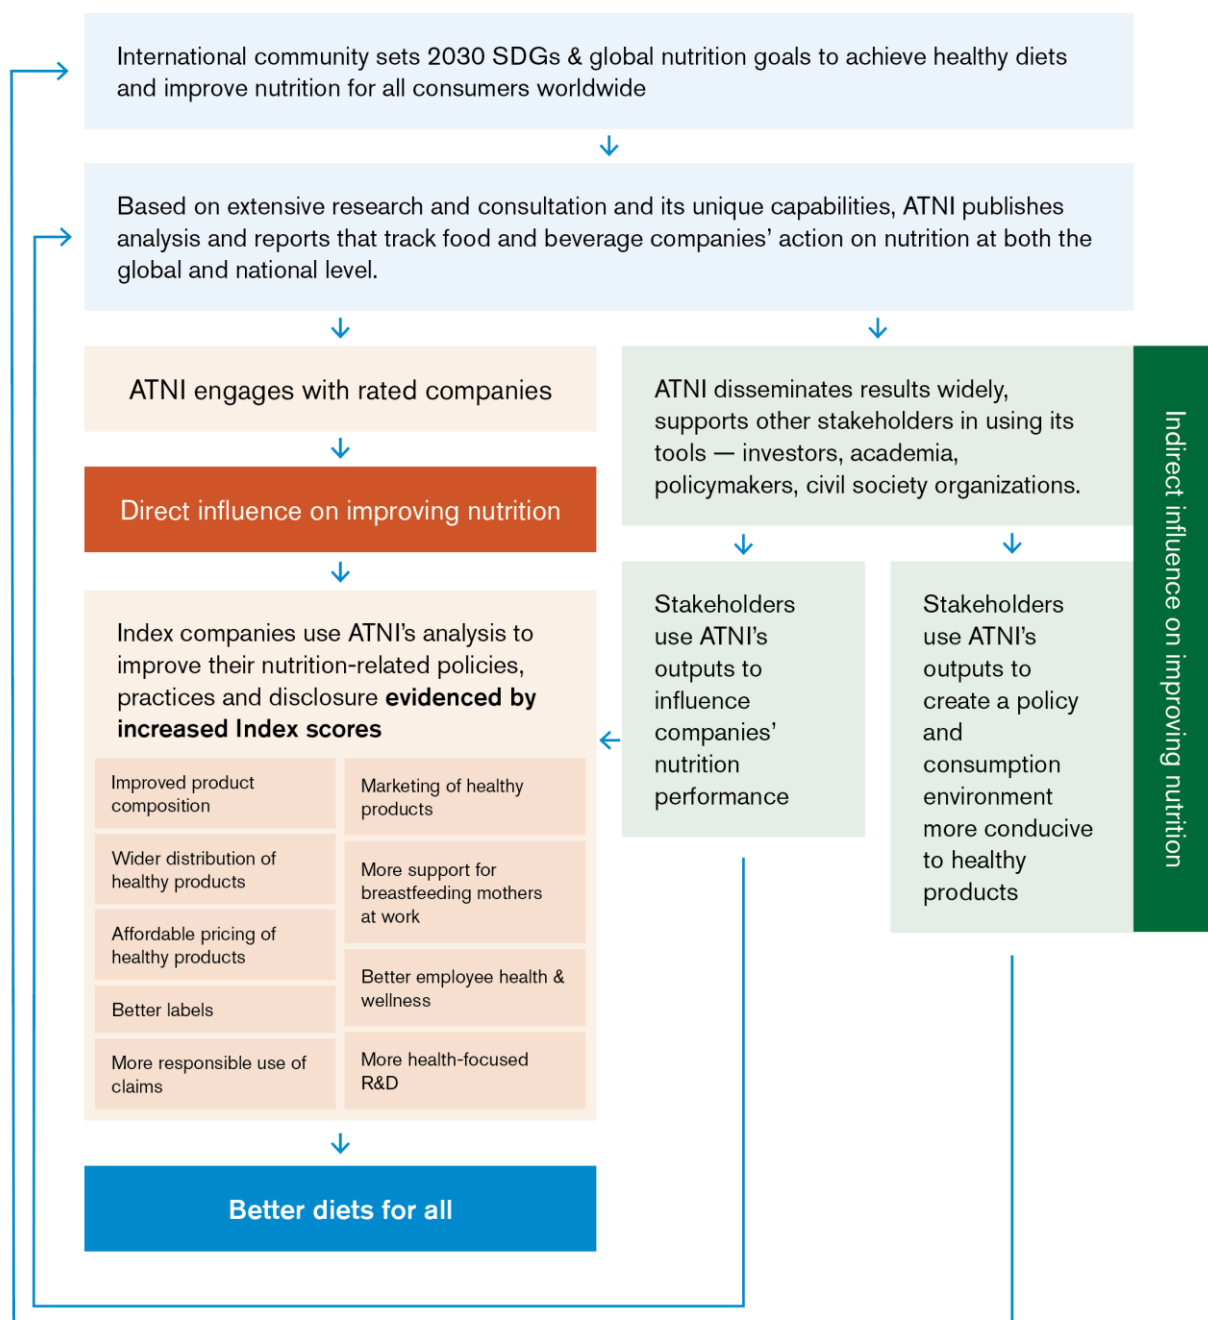 International community sets 2030 SDGs & global nutrition goals to achieve healthy diets
and improve nutrition for all consumers worldwide
Based on extensive research and consultation and its unique capabilities, ATNI publishes
analysis and reports that track food and beverage companies’ action on nutrition at both the
global and national level.
ATNI engages with rated companies
Direct influence on improving nutrition
Index companies use ATNI’s analysis to
improve their nutrition-related policies,
practices and disclosure evidenced by
increased Index scores
Improved product
composition
Wider distribution of
healthy products
Affordable pricing of
healthy products
Better labels
More responsible use of
claims
Marketing of healthy
products
More support for
breastfeeding mothers
at work
Better employee health &
wellness
More health-focused
R&D
Better diets for all
ATNI disseminates results widely,
supports other stakeholders in using its
tools — investors, academia,
policymakers, civil society organizations.
Stakeholders
use ATNI’s
outputs to
influence
companies’
nutrition
performance
Stakeholders
use ATNI’s
outputs to
create a policy
and
consumption
environment
more conducive
to healthy
products
Indirect influence on improving nutrition